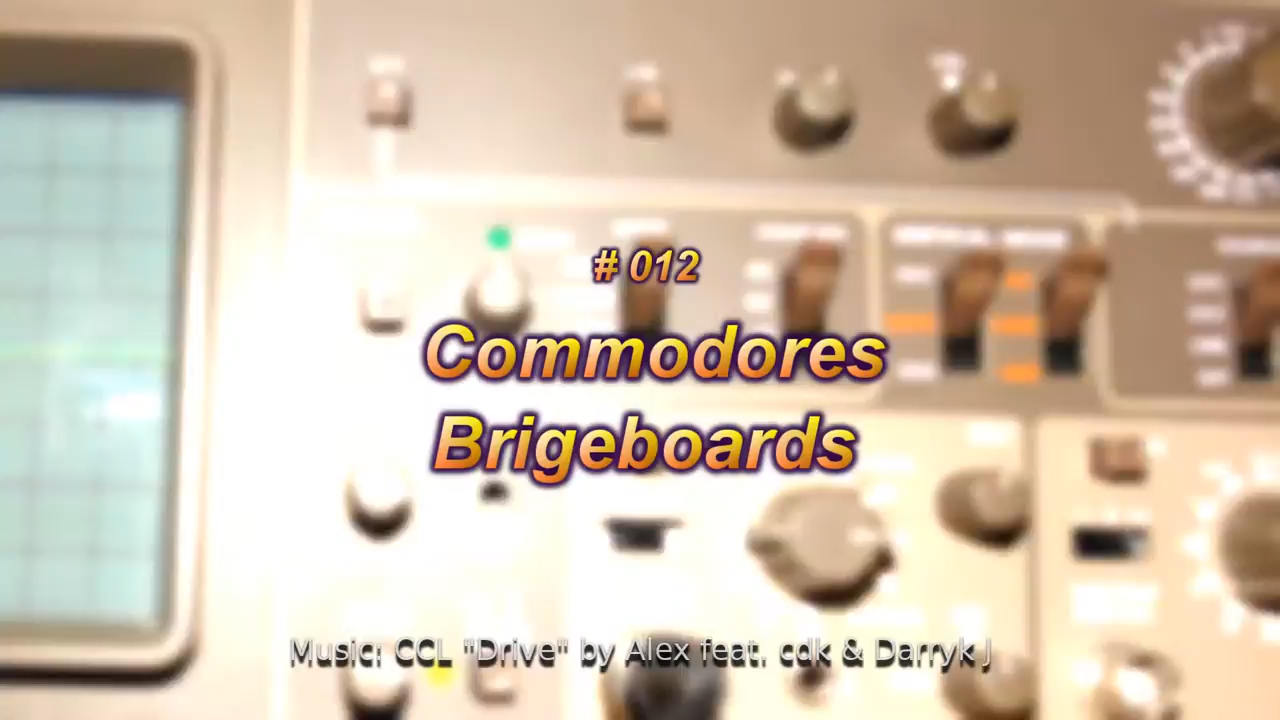 # 012
Commodores
Brigeboards
Music: CCL "Drive" by Alex feat. cdk & Darryk J